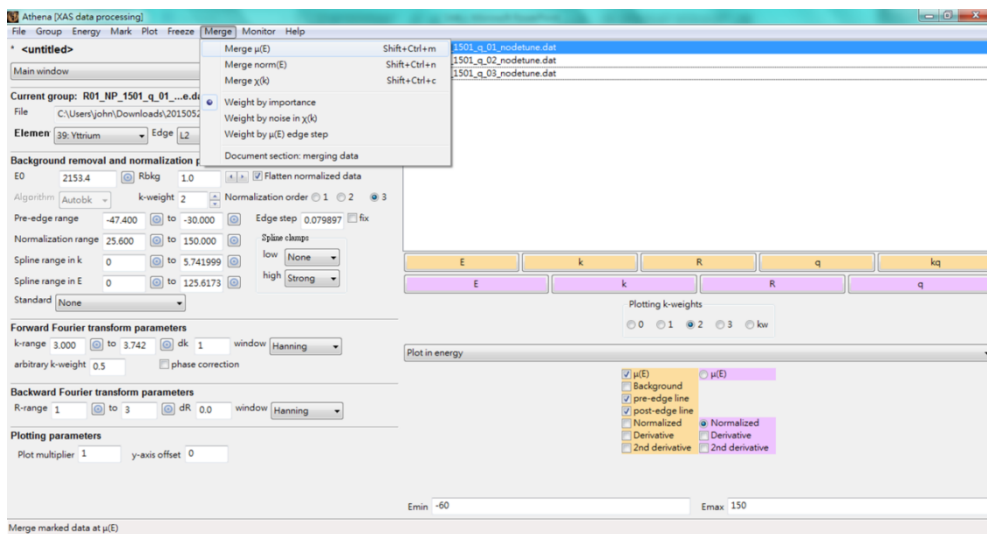 Athena [XAS data processing]
File Group Energy Mark Plot Freeze Merge Monitor Help
* <untitled>
Main window
Current group: R01_NP_1501_q_01_...e.da
File C:\Users\john\Downloads\2015052
Elemen 39: Yttrium Edge L2
Merge μ(E) Shift+Ctrl+m
Merge norm(E) Shift+Ctrl+n
Merge χ(k) Shift+Ctrl+c
Weight by importance
Weight by noise in χ(k)
Weight by μ(E) edge step
Document section: merging data
1501_q_01_nodetune.dat
_1501_q_02_nodetune.dat
_1501_q_03_nodetune.dat
Background removal and normalization p
E0 2153.4 Rbkg 1.0 Flatten normalized data
Algorithm Autobk k-weight 2 Normalization order 1 2 3
Pre-edge range -47.400 to -30.000 Edge step 0.079897 fix
Normalization range 25.600 to 150.000 Spline clamps
Spline range in k 0 to 5.741999 low None
Spline range in E 0 to 125.6173 high Strong
Standard None
Forward Fourier transform parameters
k-range 3.000 to 3.742 dk 1 window Hanning
arbitrary k-weight 0.5 phase correction
Backward Fourier transform parameters
R-range 1 to 3 dR 0.0 window Hanning
Plotting parameters
Plot multiplier 1 y-axis offset 0
E k R q kq
E k R q
Plotting k-weights
0 1 2 3 kw
Plot in energy
μ(E) μ(E)
Background
pre-edge line
post-edge line
Normalized Normalized
Derivative Derivative
2nd derivative 2nd derivative
Emin -60 Emax 150
Merge marked data at μ(E)